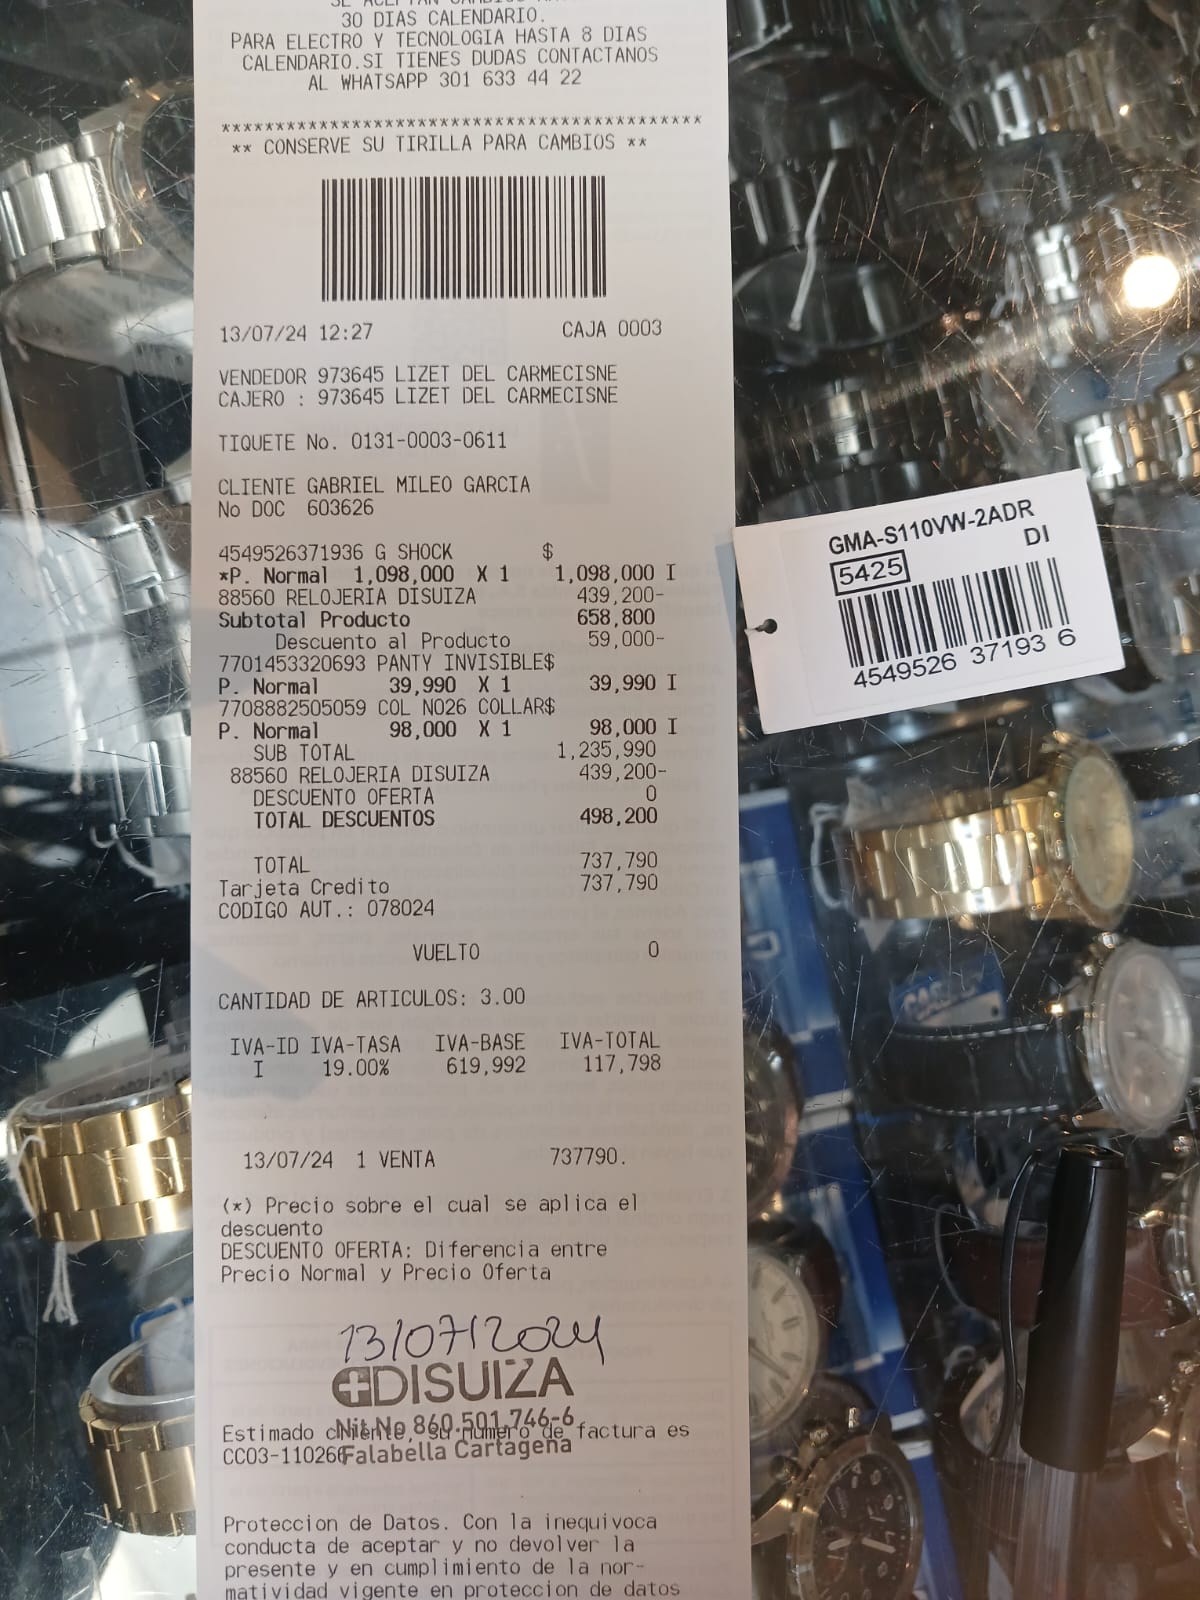 30 DIAS CALENDARIO.
PARA ELECTRO Y TECNOLOGIA HASTA 8 DIAS
CALENDARIO.SI TIENES DUDAS CONTACTANOS
AL WHATSAPP 301 633 44 22
********************************************
** CONSERVE SU TIRILLA PARA CAMBIOS **
13/07/24 12:27 CAJA 0003
VENDEDOR 973645 LIZET DEL CARMECISNE
CAJERO : 973645 LIZET DEL CARMECISNE
TIQUETE No. 0131-0003-0611
CLIENTE GABRIEL MILEO GARCIA
No DOC 603626
4549526371936 G SHOCK $
*P. Normal 1,098,000 X 1 1,098,000 I
88560 RELOJERIA DISUIZA 439,200-
Subtotal Producto 658,800
Descuento al Producto 59,000-
7701453320693 PANTY INVISIBLE$
P. Normal 39,990 X 1 39,990 I
7708882505059 COL NO26 COLLAR$
P. Normal 98,000 X 1 98,000 I
SUB TOTAL 1,235,990
88560 RELOJERIA DISUIZA 439,200-
DESCUENTO OFERTA 0
TOTAL DESCUENTOS 498,200
TOTAL 737,790
Tarjeta Credito 737,790
CODIGO AUT.: 078024
VUELTO 0
CANTIDAD DE ARTICULOS: 3.00
IVA-ID IVA-TASA IVA-BASE IVA-TOTAL
I 19.00% 619,992 117,798
13/07/24 1 VENTA 737790.
(*) Precio sobre el cual se aplica el
descuento
DESCUENTO OFERTA: Diferencia entre
Precio Normal y Precio Oferta
13/07/2024
DISUIZA
Nit.No 860.501.746-6
Estimado cliente, su numero de factura es
CC03-110266
Falabella Cartagena
Proteccion de Datos. Con la inequivoca
conducta de aceptar y no devolver la
presente y en cumplimiento de la nor-
matividad vigente en proteccion de datos
GMA-S110VW-2ADR
5425 DI
4549526 37193 6